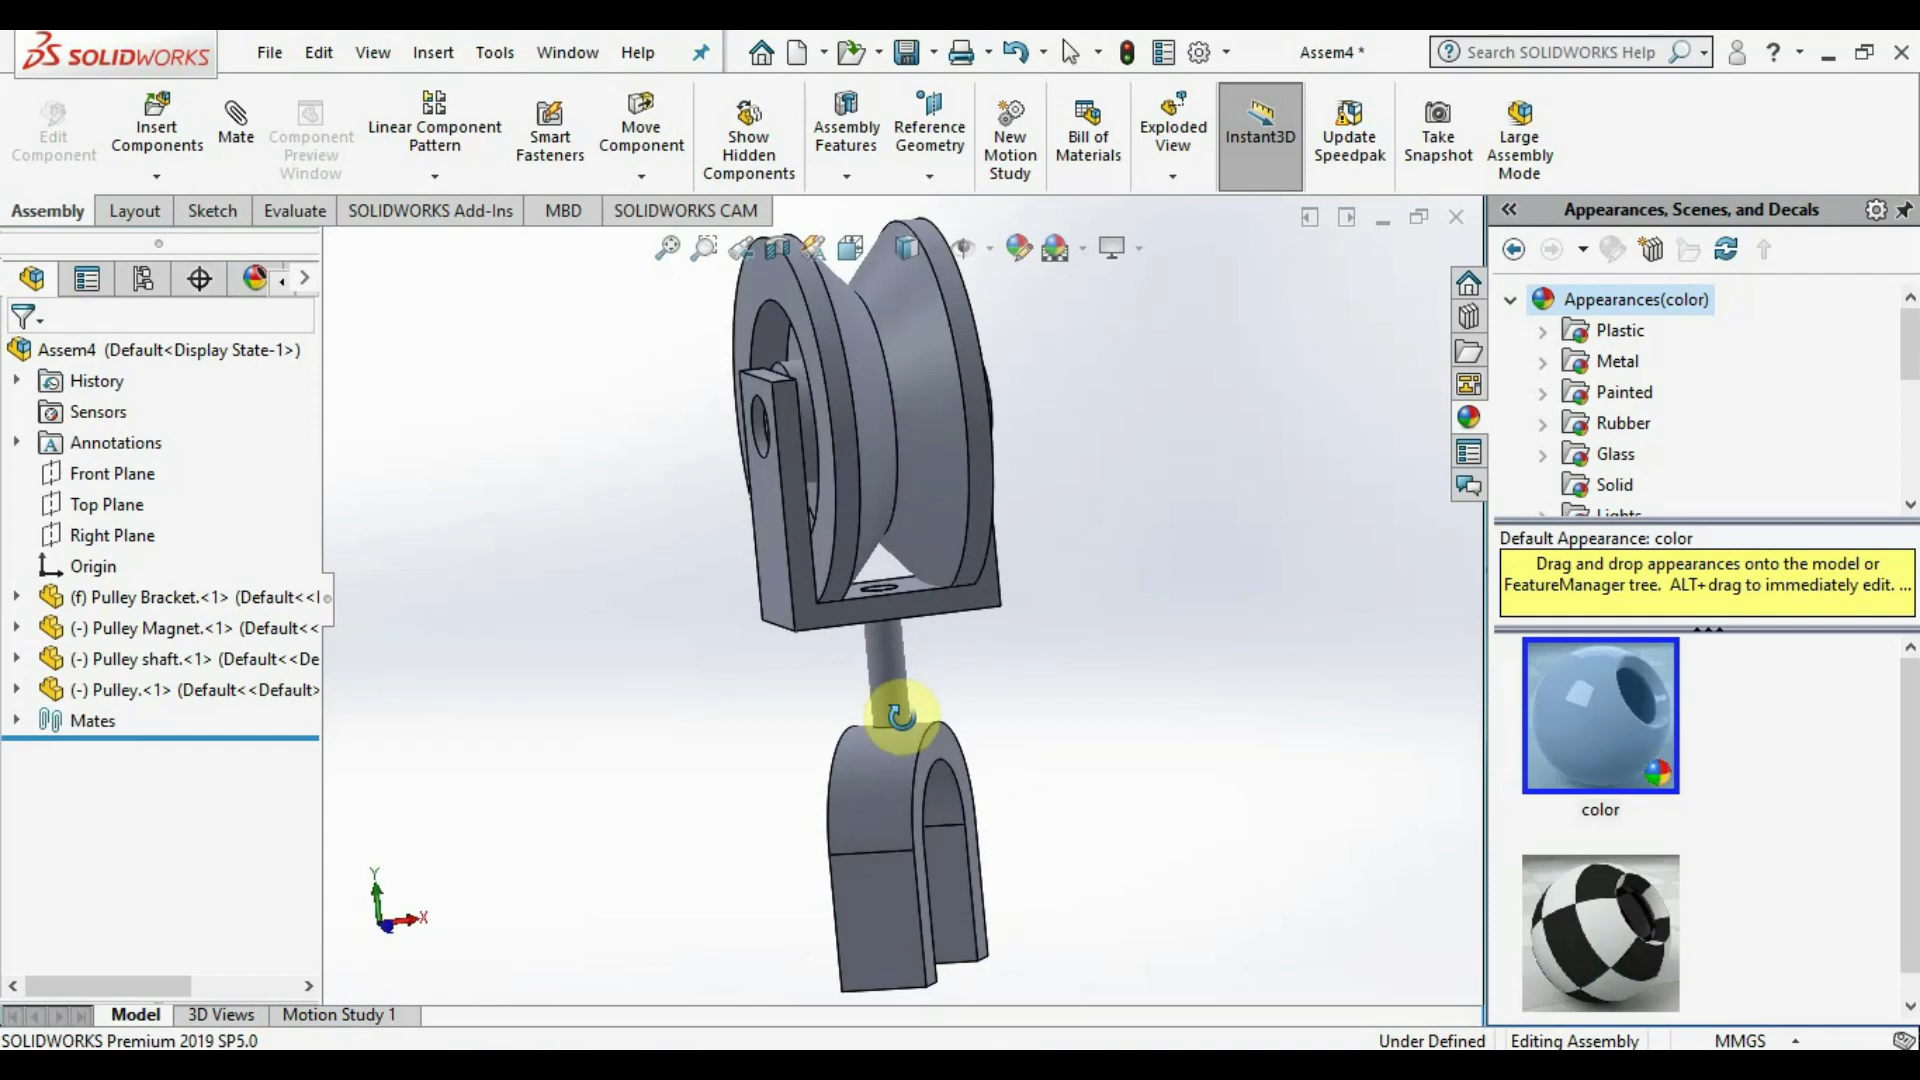 SOLIDWORKS File Edit View Insert Tools Window Help Assem4 * Search SOLIDWORKS Help ?
Edit Component
Insert Components
Mate
Component Preview Window
Linear Component Pattern
Smart Fasteners
Move Component
Show Hidden Components
Assembly Features
Reference Geometry
New Motion Study
Bill of Materials
Exploded View
Instant3D
Update Speedpak
Take Snapshot
Large Assembly Mode
Assembly Layout Sketch Evaluate SOLIDWORKS Add-Ins MBD SOLIDWORKS CAM
Assem4 (Default<Display State-1>)
History
Sensors
A Annotations
Front Plane
Top Plane
Right Plane
Origin
(f) Pulley Bracket.<1> (Default<<
(-) Pulley Magnet.<1> (Default<<
(-) Pulley shaft.<1> (Default<<De
(-) Pulley.<1> (Default<<Default>
Mates
Y
X
Appearances, Scenes, and Decals
Appearances(color)
Plastic
Metal
Painted
Rubber
Glass
Solid
Lights
Default Appearance: color
Drag and drop appearances onto the model or
FeatureManager tree. ALT+drag to immediately edit. ...
color
Model 3D Views Motion Study 1
SOLIDWORKS Premium 2019 SP5.0 Under Defined Editing Assembly MMGS